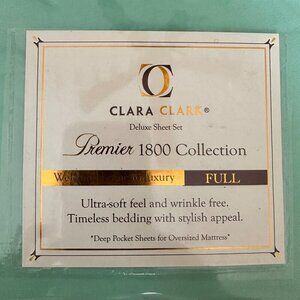 CLARA CLARK®
Deluxe Sheet Set
Premier 1800 Collection
FULL
Ultra-soft feel and wrinkle free.
Timeless bedding with stylish appeal.
"Deep Pocket Sheets for Oversized Mattress"